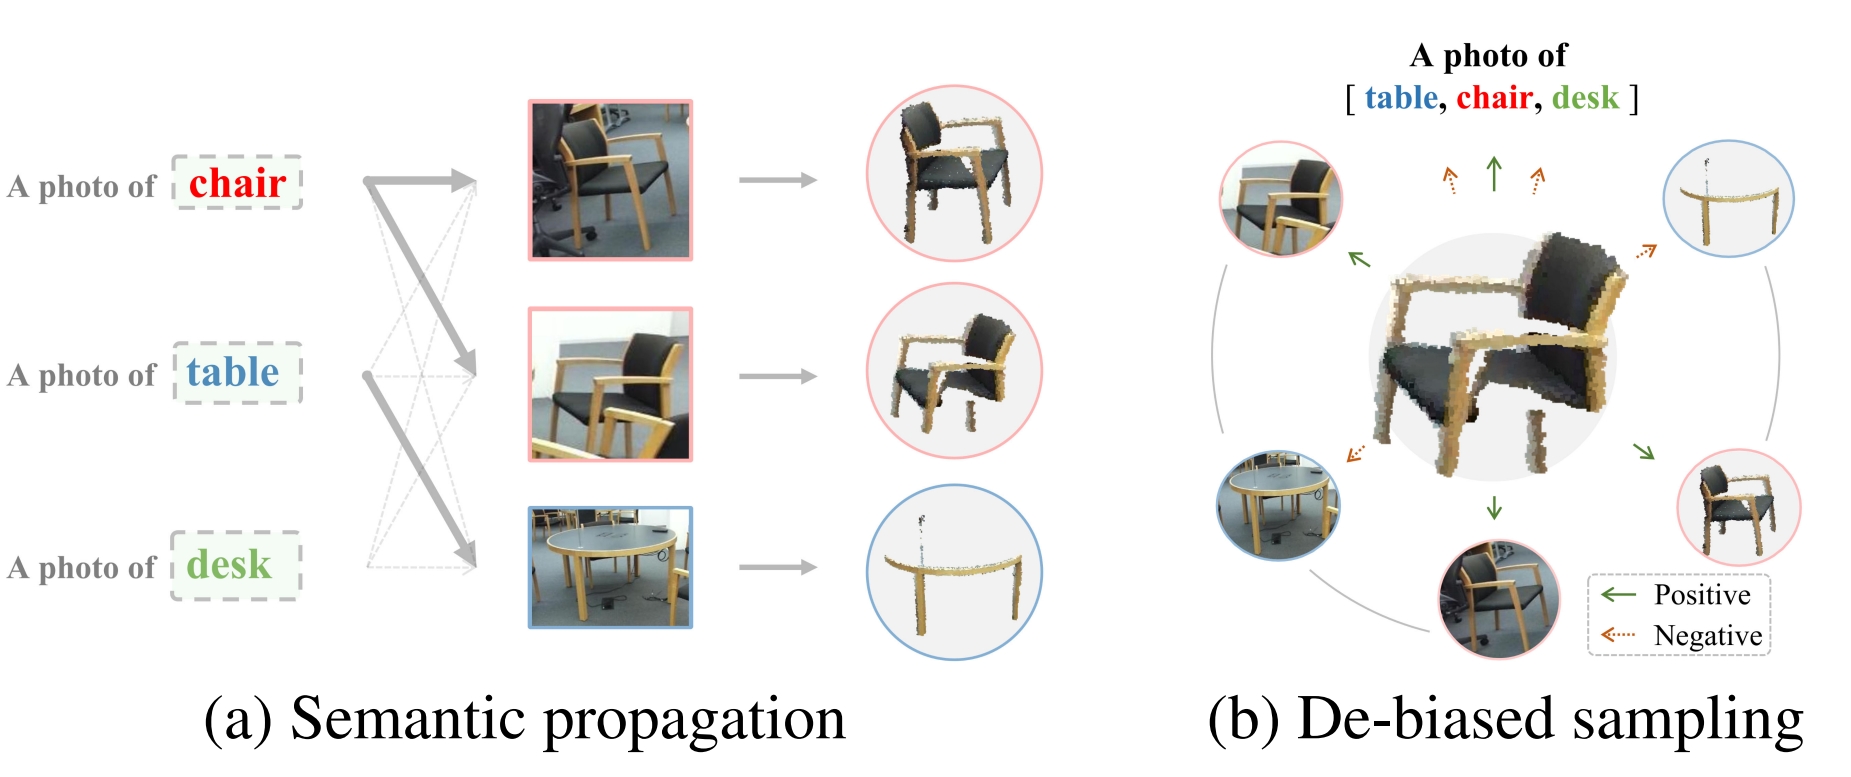 A photo of chair
A photo of table
A photo of desk
(a) Semantic propagation
A photo of
[ table, chair, desk ]
Positive
Negative
(b) De-biased sampling